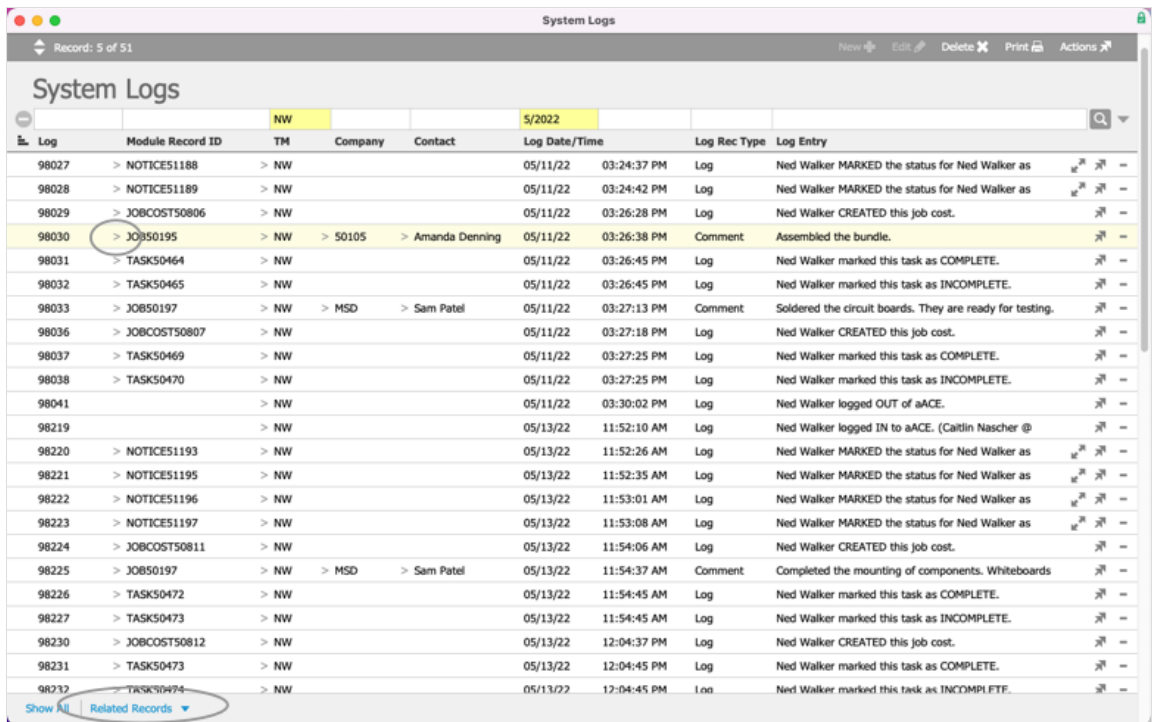 System Logs
Record: 5 of 51 New Edit Delete Print Actions
System Logs
NW 5/2022
Log Module Record ID TM Company Contact Log Date/Time Log Rec Type Log Entry
98027 > NOTICE51188 > NW 05/11/22 03:24:37 PM Log Ned Walker MARKED the status for Ned Walker as
98028 > NOTICE51189 > NW 05/11/22 03:24:42 PM Log Ned Walker MARKED the status for Ned Walker as
98029 > JOBCOST50806 > NW 05/11/22 03:26:28 PM Log Ned Walker CREATED this job cost.
98030 > JOB50195 > NW > 50105 > Amanda Denning 05/11/22 03:26:38 PM Comment Assembled the bundle.
98031 > TASK50464 > NW 05/11/22 03:26:45 PM Log Ned Walker marked this task as COMPLETE.
98032 > TASK50465 > NW 05/11/22 03:26:45 PM Log Ned Walker marked this task as INCOMPLETE.
98033 > JOB50197 > NW > MSD > Sam Patel 05/11/22 03:27:13 PM Comment Soldered the circuit boards. They are ready for testing.
98036 > JOBCOST50807 > NW 05/11/22 03:27:18 PM Log Ned Walker CREATED this job cost.
98037 > TASK50469 > NW 05/11/22 03:27:25 PM Log Ned Walker marked this task as COMPLETE.
98038 > TASK50470 > NW 05/11/22 03:27:25 PM Log Ned Walker marked this task as INCOMPLETE.
98041 > NW 05/11/22 03:30:02 PM Log Ned Walker logged OUT of aACE.
98219 > NW 05/13/22 11:52:10 AM Log Ned Walker logged IN to aACE. (Caitlin Nascher @
98220 > NOTICE51193 > NW 05/13/22 11:52:26 AM Log Ned Walker MARKED the status for Ned Walker as
98221 > NOTICE51195 > NW 05/13/22 11:52:35 AM Log Ned Walker MARKED the status for Ned Walker as
98222 > NOTICE51196 > NW 05/13/22 11:53:01 AM Log Ned Walker MARKED the status for Ned Walker as
98223 > NOTICE51197 > NW 05/13/22 11:53:08 AM Log Ned Walker MARKED the status for Ned Walker as
98224 > JOBCOST50811 > NW 05/13/22 11:54:06 AM Log Ned Walker CREATED this job cost.
98225 > JOB50197 > NW > MSD > Sam Patel 05/13/22 11:54:37 AM Comment Completed the mounting of components. Whiteboards
98226 > TASK50472 > NW 05/13/22 11:54:45 AM Log Ned Walker marked this task as COMPLETE.
98227 > TASK50473 > NW 05/13/22 11:54:45 AM Log Ned Walker marked this task as INCOMPLETE.
98230 > JOBCOST50812 > NW 05/13/22 12:04:37 PM Log Ned Walker CREATED this job cost.
98231 > TASK50473 > NW 05/13/22 12:04:45 PM Log Ned Walker marked this task as COMPLETE.
98232 > TASK50474 > NW 05/13/22 12:04:45 PM Log Ned Walker marked this task as INCOMPLETE.
Show All Related Records